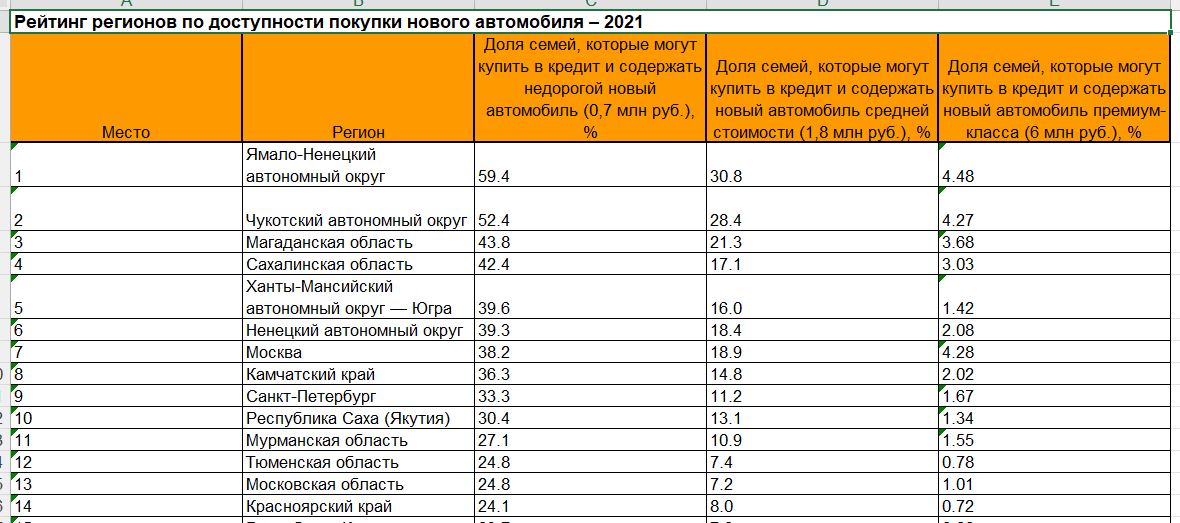 A B C D E
Рейтинг регионов по доступности покупки нового автомобиля – 2021
Место
Регион
Доля семей, которые могут
купить в кредит и содержать
недорогой новый
автомобиль (0,7 млн руб.),
%
Доля семей, которые могут
купить в кредит и содержать
новый автомобиль средней
стоимости (1,8 млн руб.), %
Доля семей, которые могут
купить в кредит и содержать
новый автомобиль премиум-
класса (6 млн руб.), %
Ямало-Ненецкий
1 автономный округ 59.4 30.8 4.48
2 Чукотский автономный округ 52.4 28.4 4.27
3 Магаданская область 43.8 21.3 3.68
4 Сахалинская область 42.4 17.1 3.03
Ханты-Мансийский
5 автономный округ — Югра 39.6 16.0 1.42
6 Ненецкий автономный округ 39.3 18.4 2.08
7 Москва 38.2 18.9 4.28
8 Камчатский край 36.3 14.8 2.02
9 Санкт-Петербург 33.3 11.2 1.67
10 Республика Саха (Якутия) 30.4 13.1 1.34
11 Мурманская область 27.1 10.9 1.55
12 Тюменская область 24.8 7.4 0.78
13 Московская область 24.8 7.2 1.01
14 Красноярский край 24.1 8.0 0.72